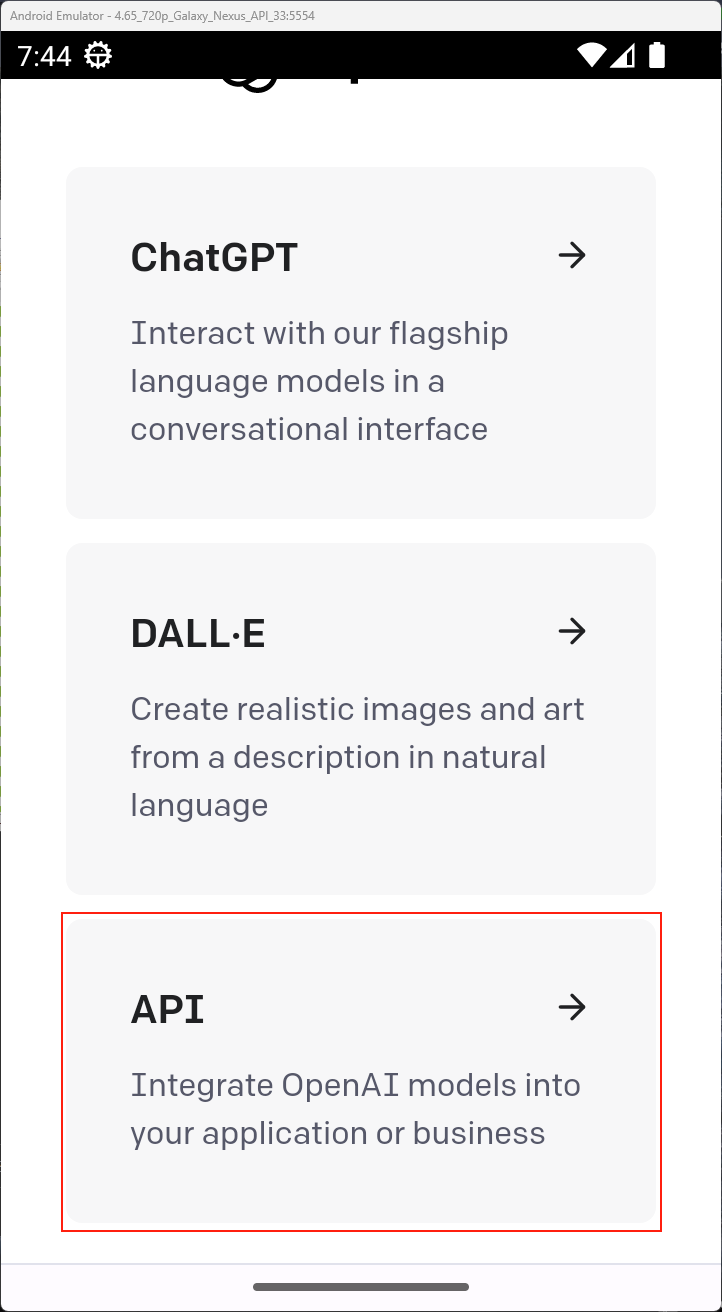 Android Emulator - 4.65_720p_Galaxy_Nexus_API_33:5554
7:44
ChatGPT
Interact with our flagship
language models in a
conversational interface
DALL·E
Create realistic images and art
from a description in natural
language
API
Integrate OpenAI models into
your application or business